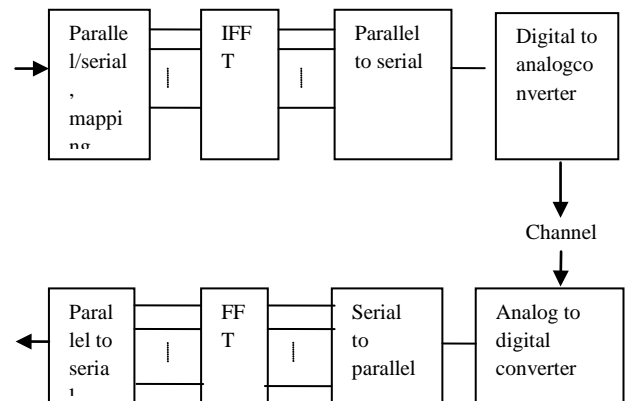 Paralle
l/serial
,
mappi
ng
IFF
T
Parallel
to serial
Digital to
analogco
nverter
Channel
Paral
lel to
seria
l
FF
T
Serial
to
parallel
Analog to
digital
converter